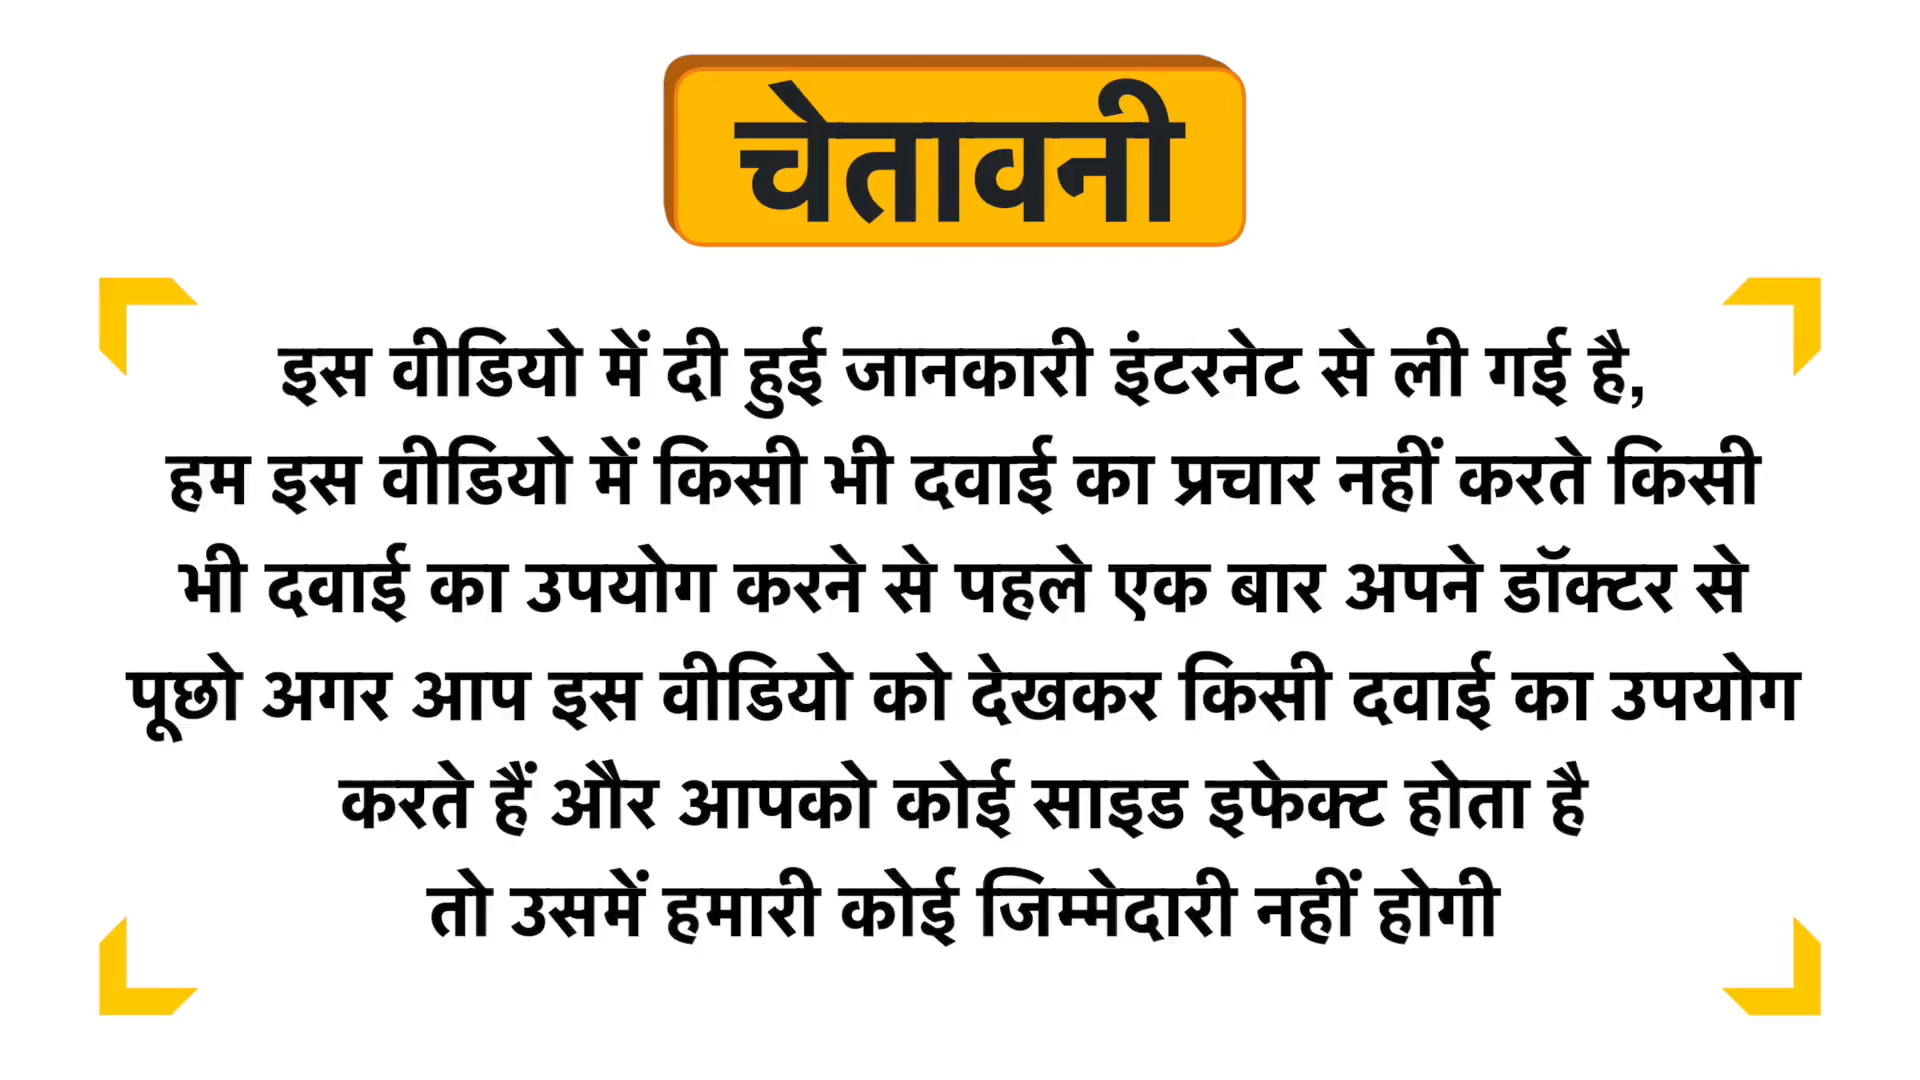 चेतावनी
इस वीडियो में दी हुई जानकारी इंटरनेट से ली गई है,
हम इस वीडियो में किसी भी दवाई का प्रचार नहीं करते किसी
भी दवाई का उपयोग करने से पहले एक बार अपने डॉक्टर से
पूछो अगर आप इस वीडियो को देखकर किसी दवाई का उपयोग
करते हैं और आपको कोई साइड इफेक्ट होता है
तो उसमें हमारी कोई जिम्मेदारी नहीं होगी